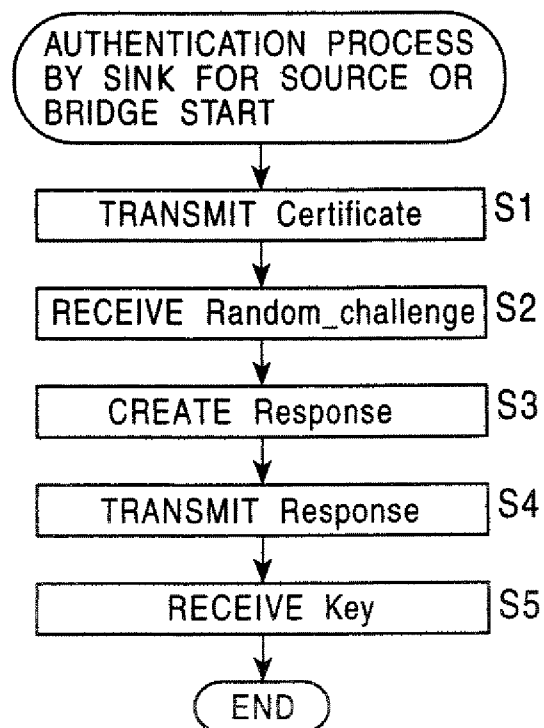 AUTHENTICATION PROCESS
BY SINK FOR SOURCE OR
BRIDGE START
TRANSMIT Certificate S1
RECEIVE Random_challenge S2
CREATE Response S3
TRANSMIT Response S4
RECEIVE Key S5
END